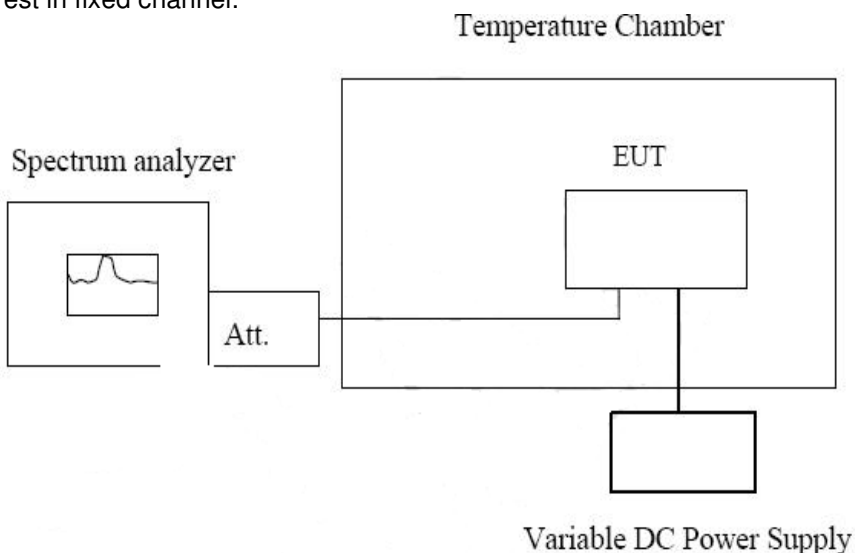 est in fixed channel.
Temperature Chamber
Spectrum analyzer
EUT
Att.
Variable DC Power Supply